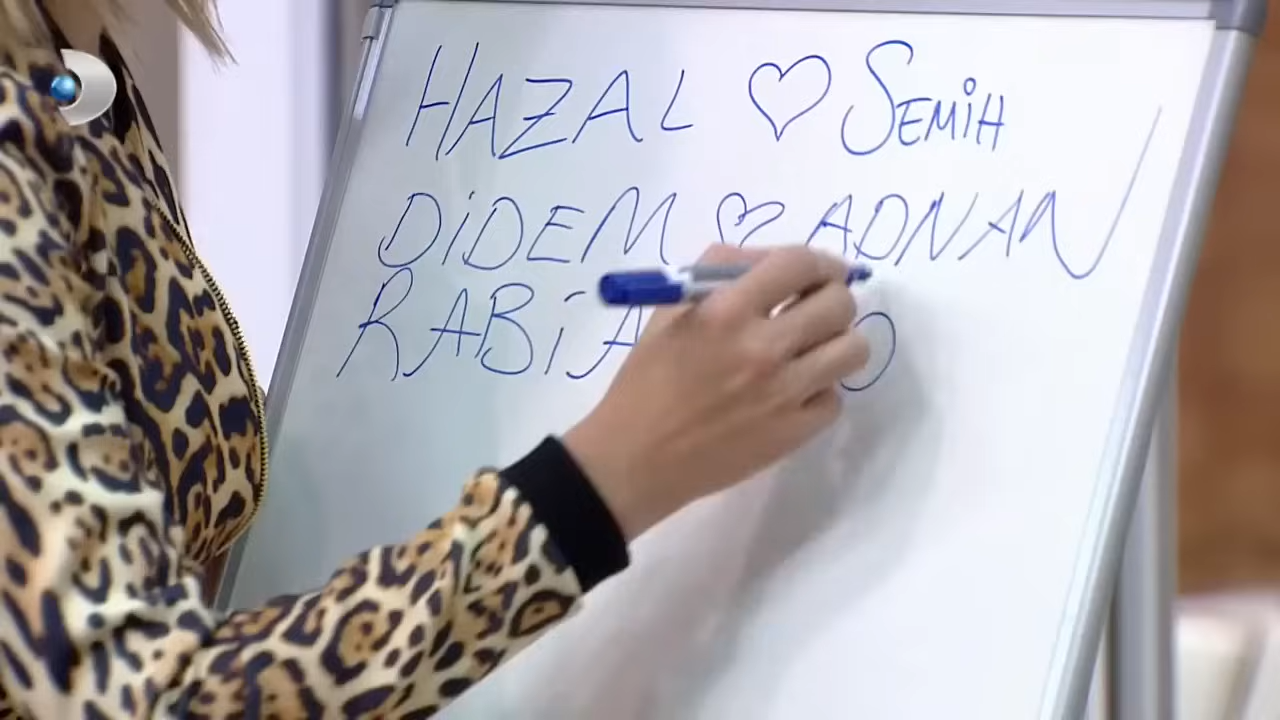 HAZAL ♡ SEMİH
DİDEM ♡ ADNAN
RABİA